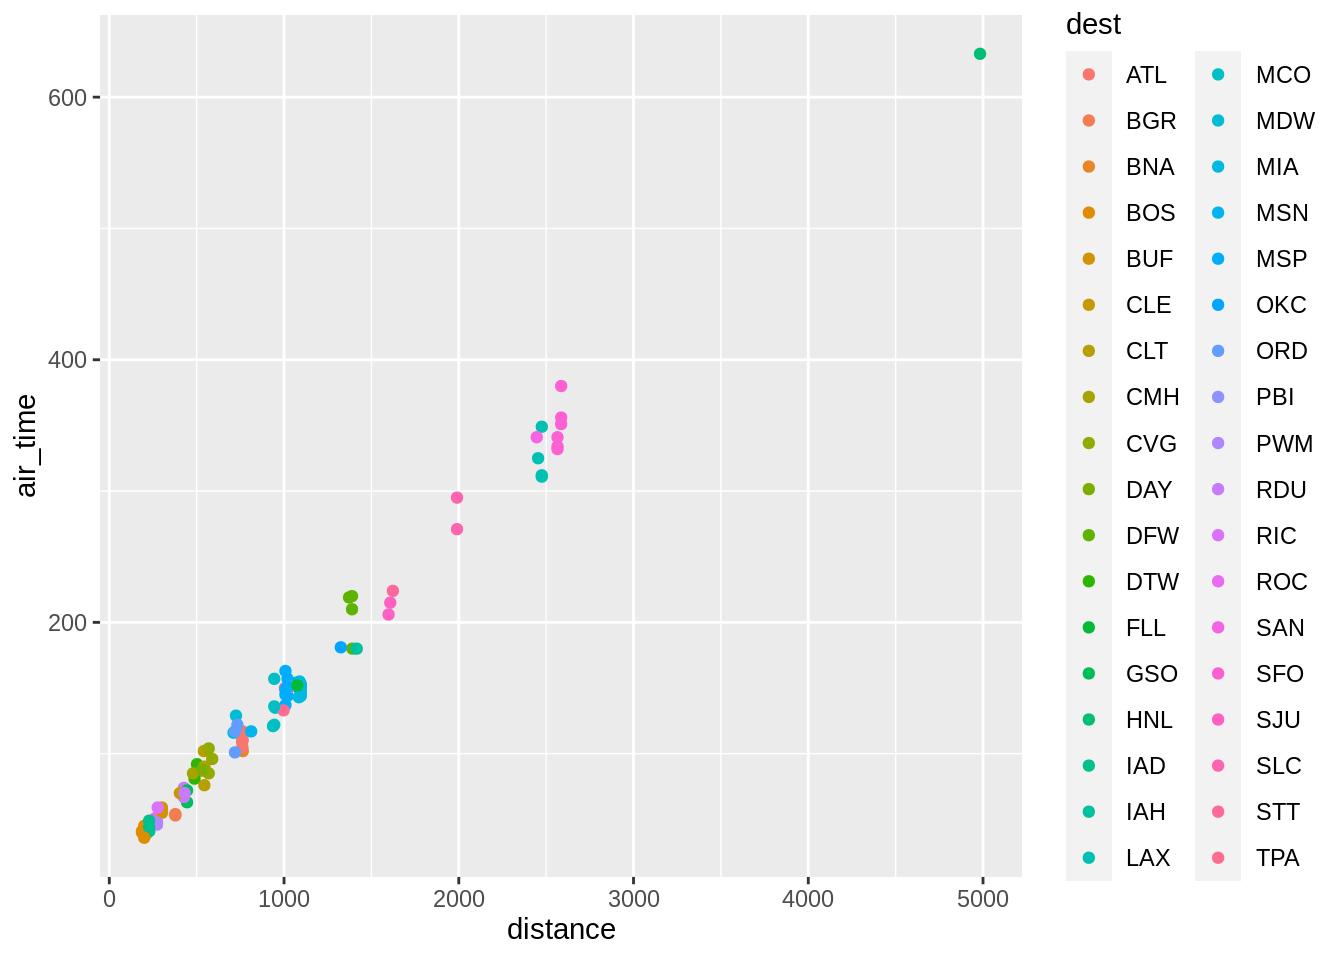 dest
ATL
BGR
BNA
BOS
BUF
CLE
CLT
CMH
CVG
DAY
DFW
DTW
FLL
GSO
HNL
IAD
IAH
LAX
MCO
MDW
MIA
MSN
MSP
OKC
ORD
PBI
PWM
RDU
RIC
ROC
SAN
SFO
SJU
SLC
STT
TPA
air_time
600
400
200
0
1000
2000
3000
4000
5000
distance